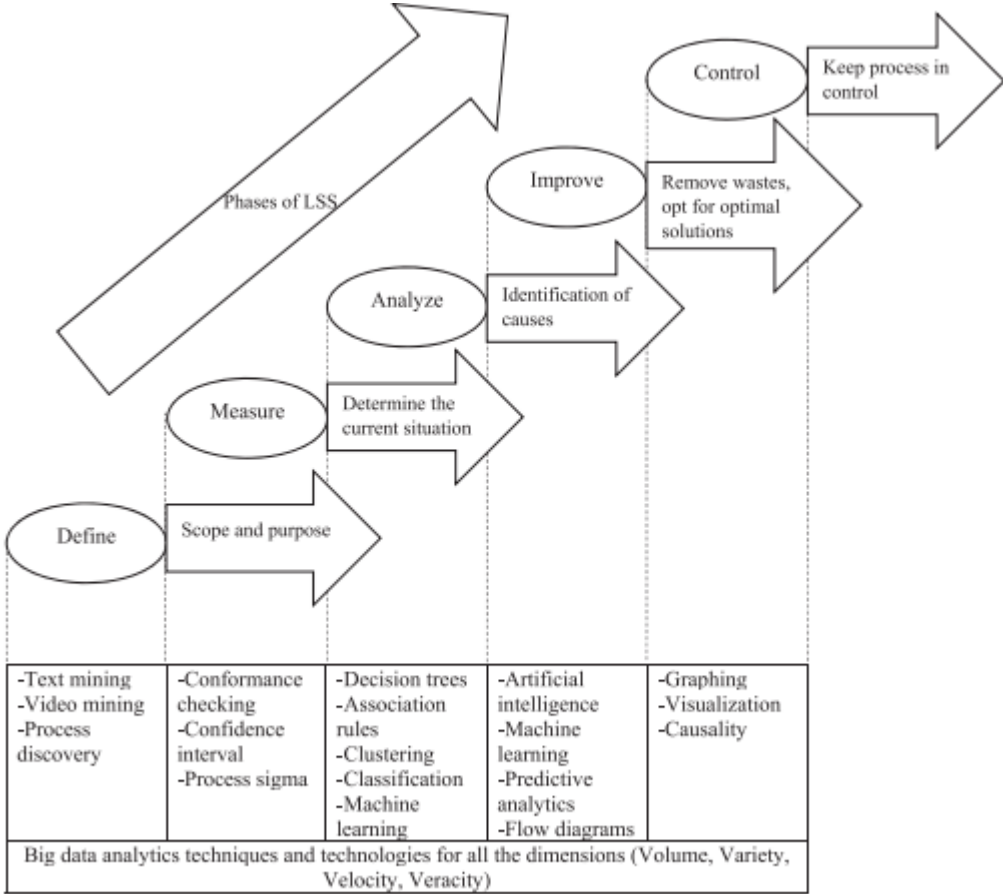 Control
Keep process in
control
Improve
Remove wastes,
opt for optimal
solutions
Phases of LSS
Analyze
Identification of
causes
Measure
Determine the
current situation
Define
Scope and purpose
-Text mining
-Video mining
-Process
discovery
-Conformance
checking
-Confidence
interval
-Process sigma
-Decision trees
-Association
rules
-Clustering
-Classification
-Machine
learning
-Artificial
intelligence
-Machine
learning
-Predictive
analytics
-Flow diagrams
-Graphing
-Visualization
-Causality
Big data analytics techniques and technologies for all the dimensions (Volume, Variety,
Velocity, Veracity)